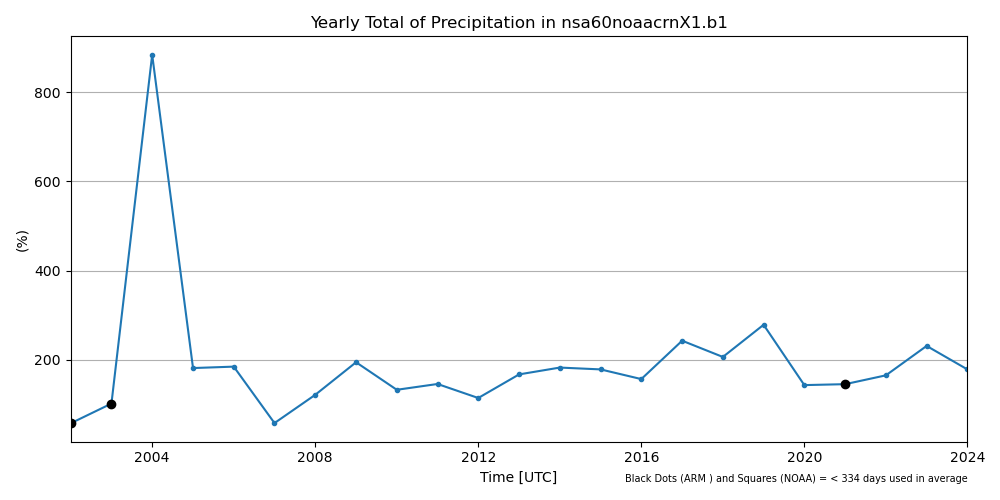 Yearly Total of Precipitation in nsa60noaacrnX1.b1
800
600
400
200
(%)
2004 2008 2012 2016 2020 2024
Time [UTC]
Black Dots (ARM ) and Squares (NOAA) = < 334 days used in average